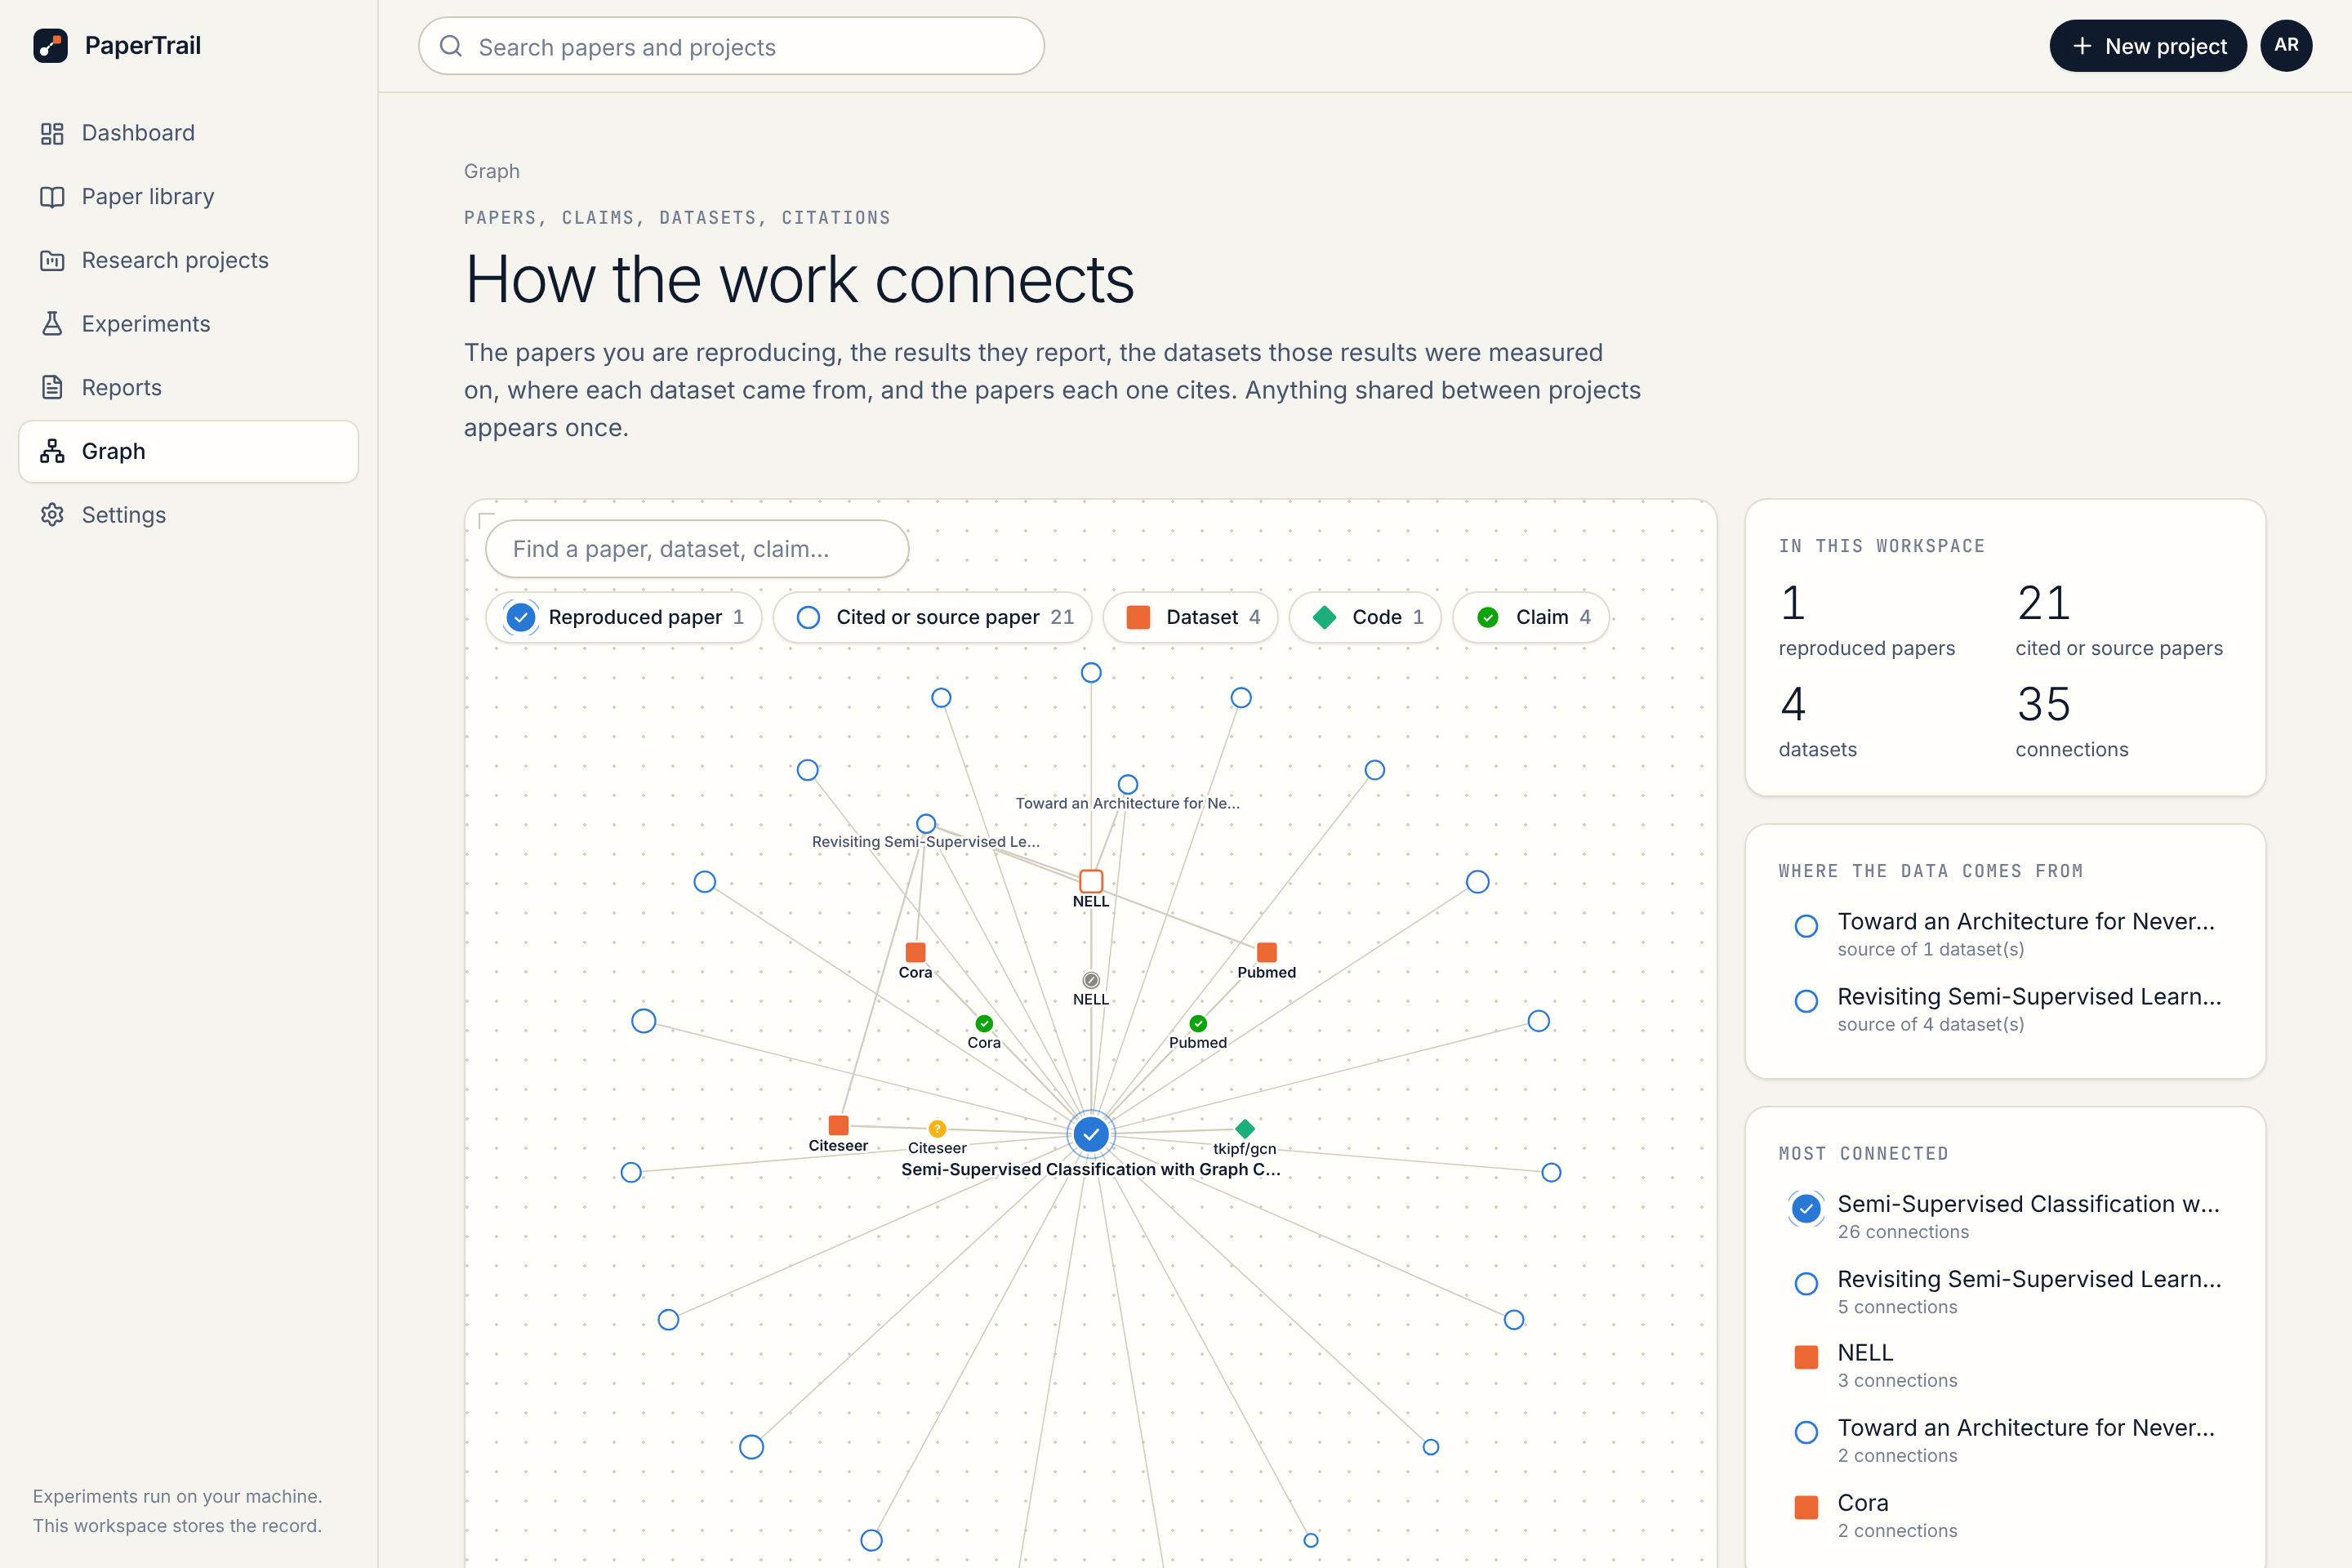 PaperTrail
Search papers and projects
New project
AR
Dashboard
Paper library
Research projects
Experiments
Reports
Graph
Settings
Experiments run on your machine.
This workspace stores the record.
Graph
PAPERS, CLAIMS, DATASETS, CITATIONS
How the work connects
The papers you are reproducing, the results they report, the datasets those results were measured
on, where each dataset came from, and the papers each one cites. Anything shared between projects
appears once.
Find a paper, dataset, claim...
Reproduced paper 1
Cited or source paper 21
Dataset 4
Code 1
Claim 4
Toward an Architecture for Ne...
Revisiting Semi-Supervised Le...
NELL
Cora
Pubmed
NELL
Cora
Pubmed
Citeseer
?
Citeseer
tkipf/gcn
Semi-Supervised Classification with Graph C...
IN THIS WORKSPACE
1
reproduced papers
21
cited or source papers
4
datasets
35
connections
WHERE THE DATA COMES FROM
Toward an Architecture for Never...
source of 1 dataset(s)
Revisiting Semi-Supervised Learn...
source of 4 dataset(s)
MOST CONNECTED
Semi-Supervised Classification w...
26 connections
Revisiting Semi-Supervised Learn...
5 connections
NELL
3 connections
Toward an Architecture for Never...
2 connections
Cora
2 connections